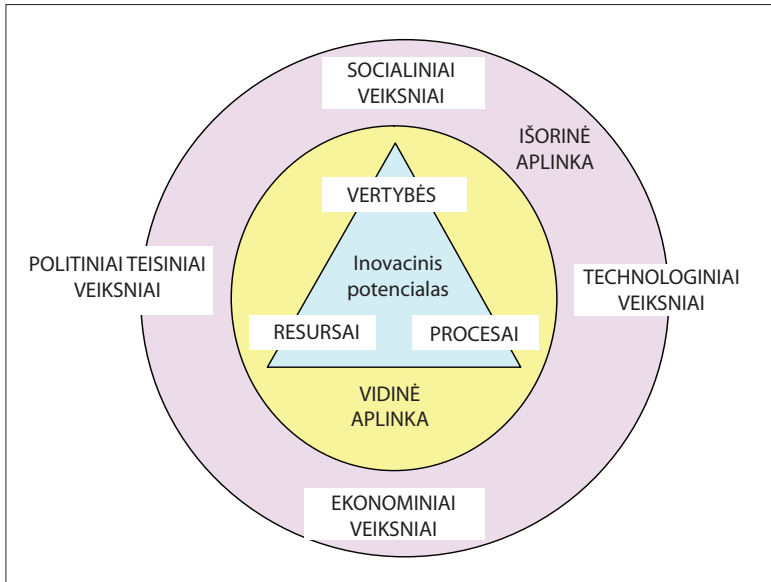 SOCIALINIAI
VEIKSNIAI
IŠORINĖ
APLINKA
VERTYBĖS
POLITINIAI TEISINIAI
VEIKSNIAI
Inovacinis
potencialas
TECHNOLOGINIAI
VEIKSNIAI
RESURSAI
PROCESAI
VIDINĖ
APLINKA
EKONOMINIAI
VEIKSNIAI